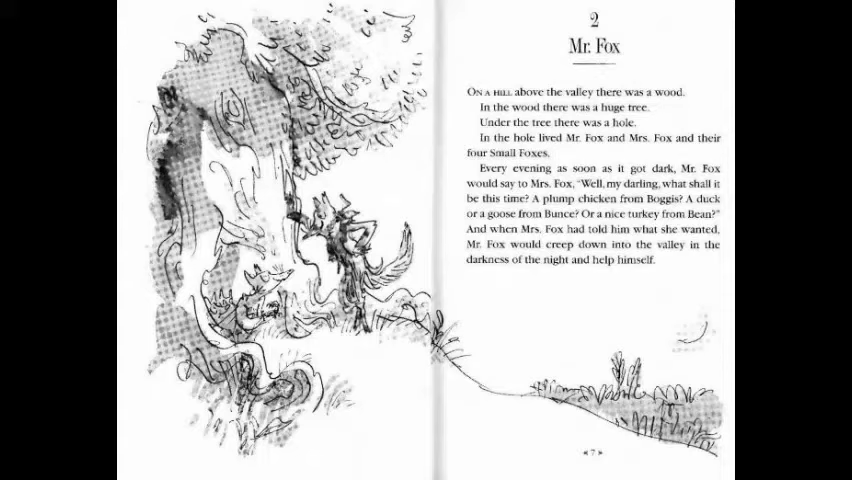 2
Mr. Fox
ON A HILL above the valley there was a wood.
In the wood there was a huge tree.
Under the tree there was a hole.
In the hole lived Mr. Fox and Mrs. Fox and their
four Small Foxes.
Every evening as soon as it got dark, Mr. Fox
would say to Mrs. Fox, “Well, my darling, what shall it
be this time? A plump chicken from Boggis? A duck
or a goose from Bunce? Or a nice turkey from Bean?”
And when Mrs. Fox had told him what she wanted,
Mr. Fox would creep down into the valley in the
darkness of the night and help himself.
◄7►